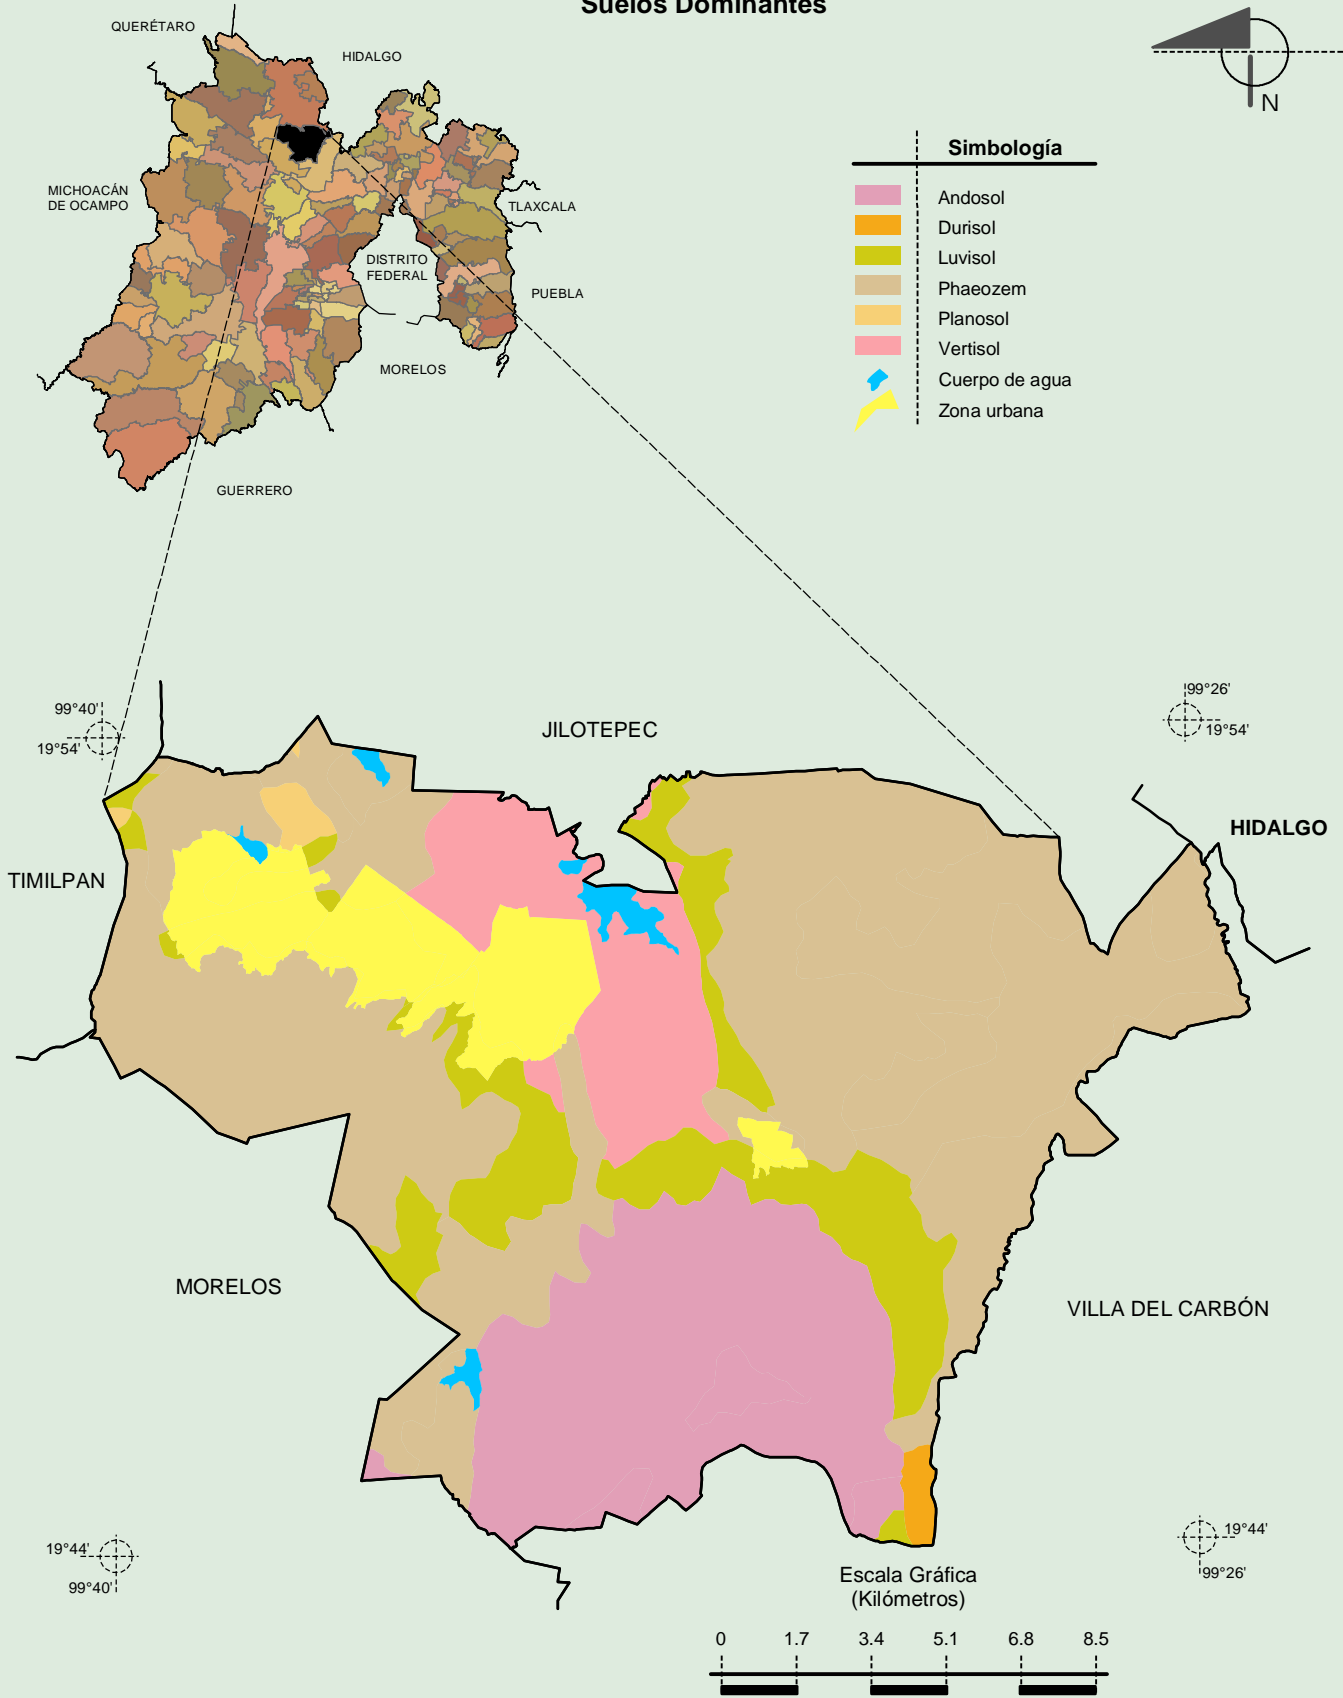 Suelos Dominantes
QUERÉTARO
HIDALGO
MICHOACÁN
DE OCAMPO
TLAXCALA
DISTRITO
FEDERAL
PUEBLA
MORELOS
GUERRERO
N
Simbología
Andosol
Durisol
Luvisol
Phaeozem
Planosol
Vertisol
Cuerpo de agua
Zona urbana
99°40'
19°54'
99°26'
19°54'
JILOTEPEC
HIDALGO
TIMILPAN
MORELOS
VILLA DEL CARBÓN
19°44'
99°40'
19°44'
99°26'
Escala Gráfica
(Kilómetros)
0 1.7 3.4 5.1 6.8 8.5